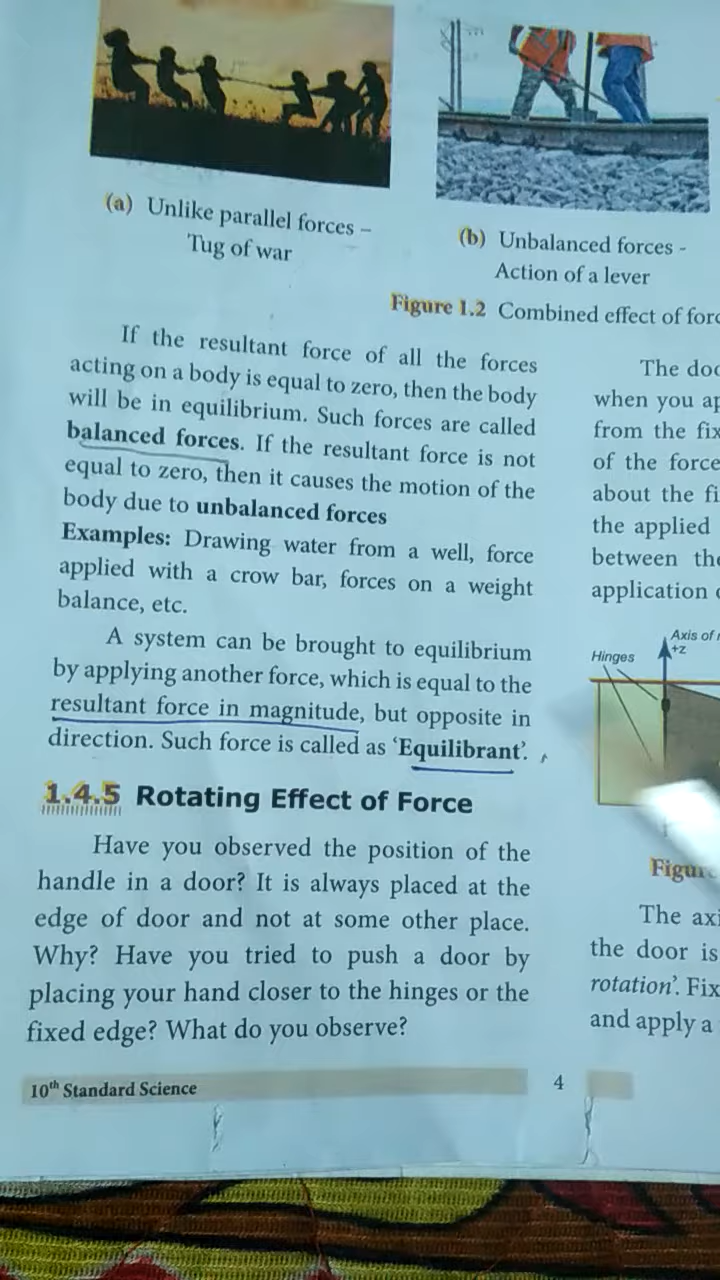 (a) Unlike parallel forces –
Tug of war
(b) Unbalanced forces -
Action of a lever
Figure 1.2 Combined effect of
If the resultant force of all the forces
acting on a body is equal to zero, then the body
will be in equilibrium. Such forces are called
balanced forces. If the resultant force is not
equal to zero, then it causes the motion of the
body due to unbalanced forces
Examples: Drawing water from a well, force
applied with a crow bar, forces on a weight
balance, etc.
A system can be brought to equilibrium
by applying another force, which is equal to the
resultant force in magnitude, but opposite in
direction. Such force is called as ‘Equilibrant’.
1.4.5 Rotating Effect of Force
Have you observed the position of the
handle in a door? It is always placed at the
edge of door and not at some other place.
Why? Have you tried to push a door by
placing your hand closer to the hinges or the
fixed edge? What do you observe?
The
when you
from the
of the force
about the
the applied
between
application
Axis of
+z
Hinges
The
the door is
rotation’. Fix
and apply a
10th Standard Science
4